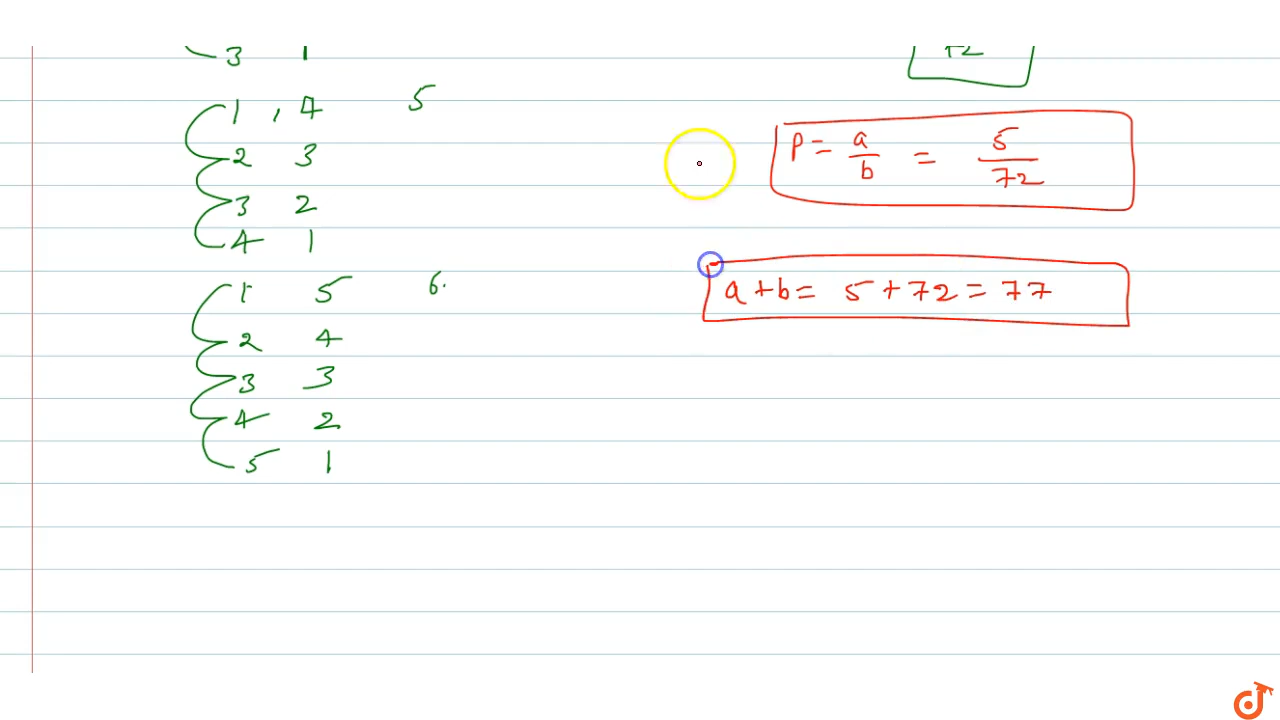 3 1
1 , 4 5
2 3
3 2
4 1
1 5 6.
2 4
3 3
4 2
5 1
72
P = a/b = 5/72
a + b = 5 + 72 = 77